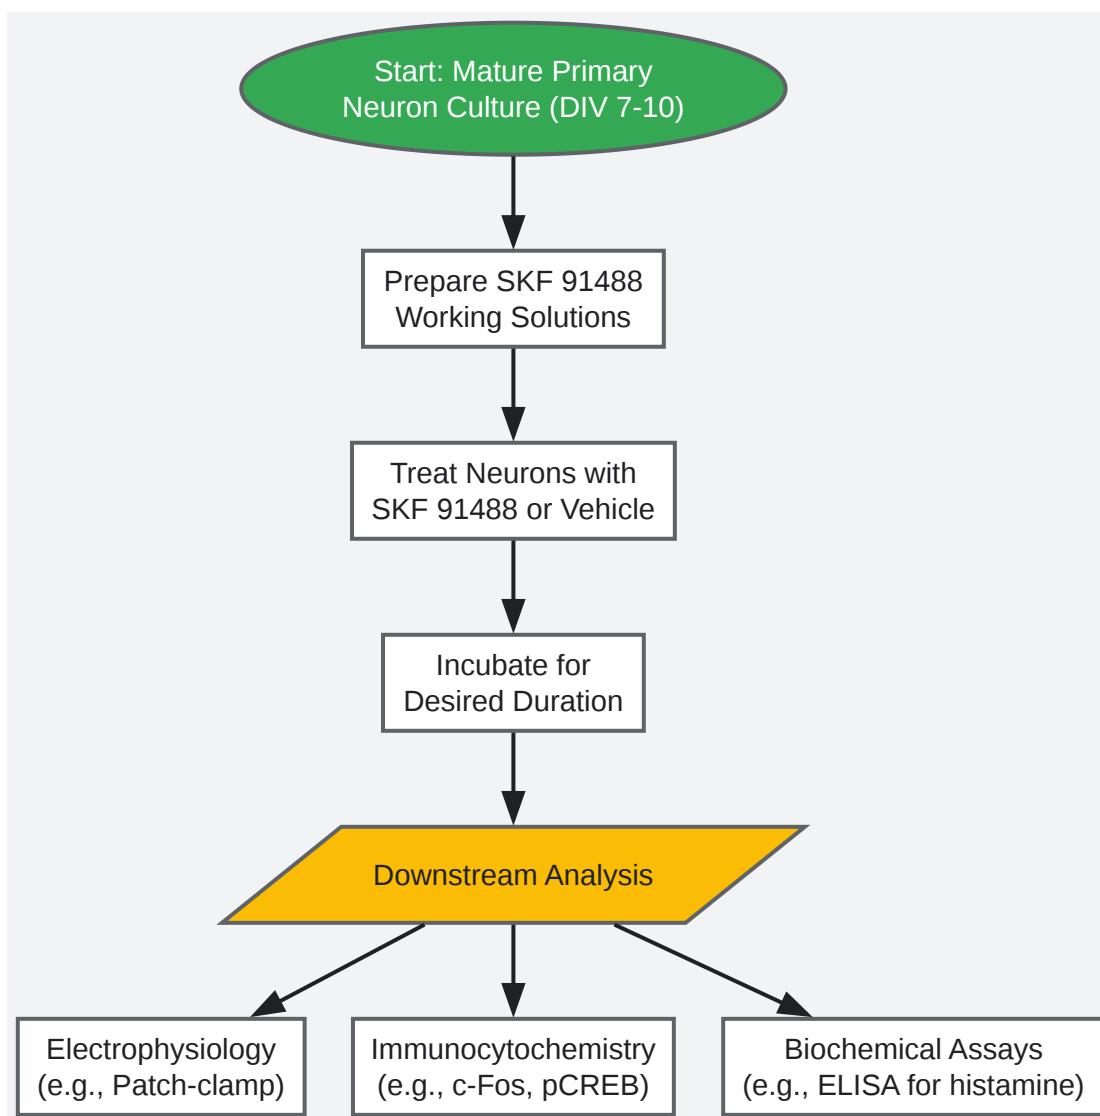 Start: Mature Primary
Neuron Culture (DIV 7-10)
Prepare SKF 91488
Working Solutions
Treat Neurons with
SKF 91488 or Vehicle
Incubate for
Desired Duration
Downstream Analysis
Electrophysiology
(e.g., Patch-clamp)
Immunocytochemistry
(e.g., c-Fos, pCREB)
Biochemical Assays
(e.g., ELISA for histamine)